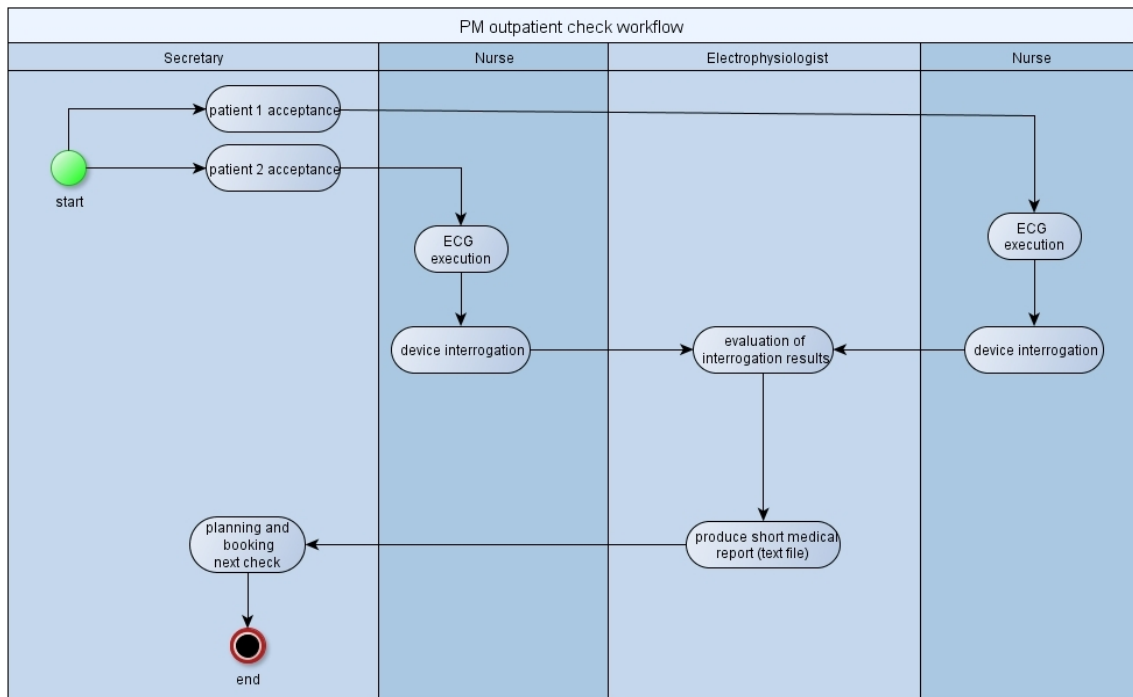 PM outpatient check workflow
Secretary
Nurse
Electrophysiologist
Nurse
patient 1 acceptance
patient 2 acceptance
start
ECG
execution
ECG
execution
device interrogation
evaluation of
interrogation results
device interrogation
planning and
booking
next check
produce short medical
report (text file)
end